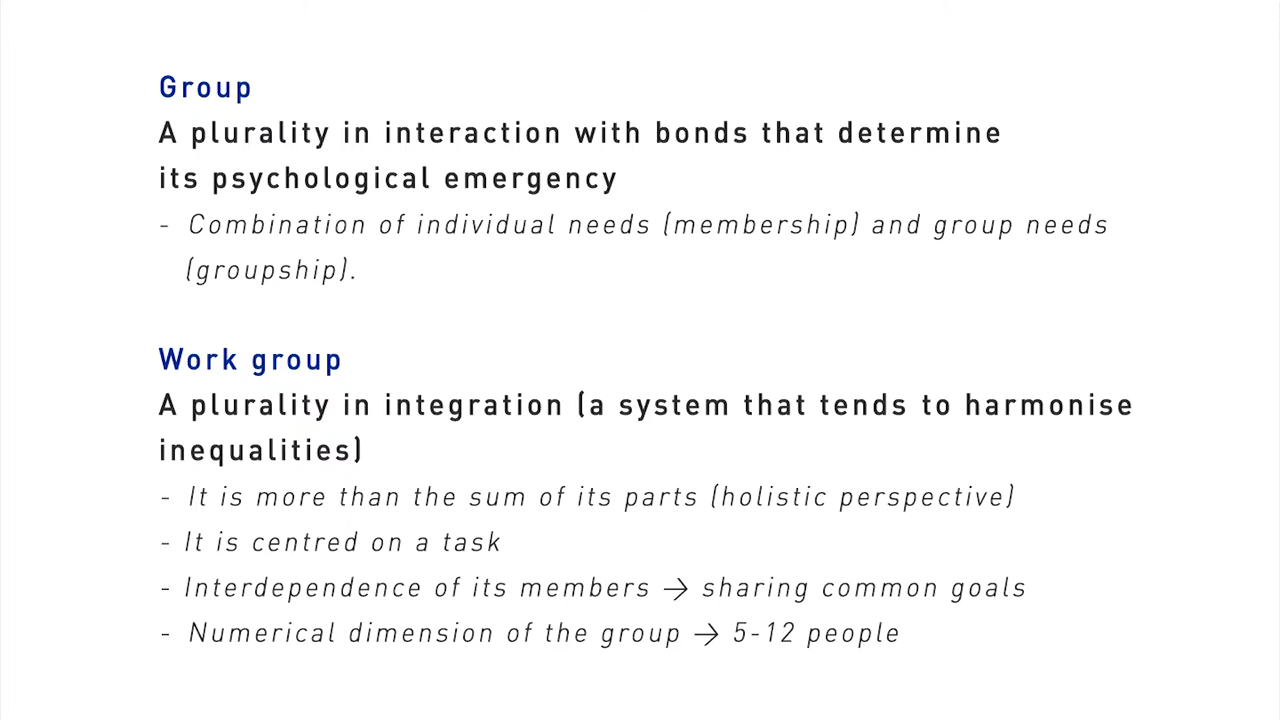 Group
A plurality in interaction with bonds that determine
its psychological emergency
- Combination of individual needs (membership) and group needs
(groupship).
Work group
A plurality in integration (a system that tends to harmonise
inequalities)
- It is more than the sum of its parts (holistic perspective)
- It is centred on a task
- Interdependence of its members → sharing common goals
- Numerical dimension of the group → 5-12 people